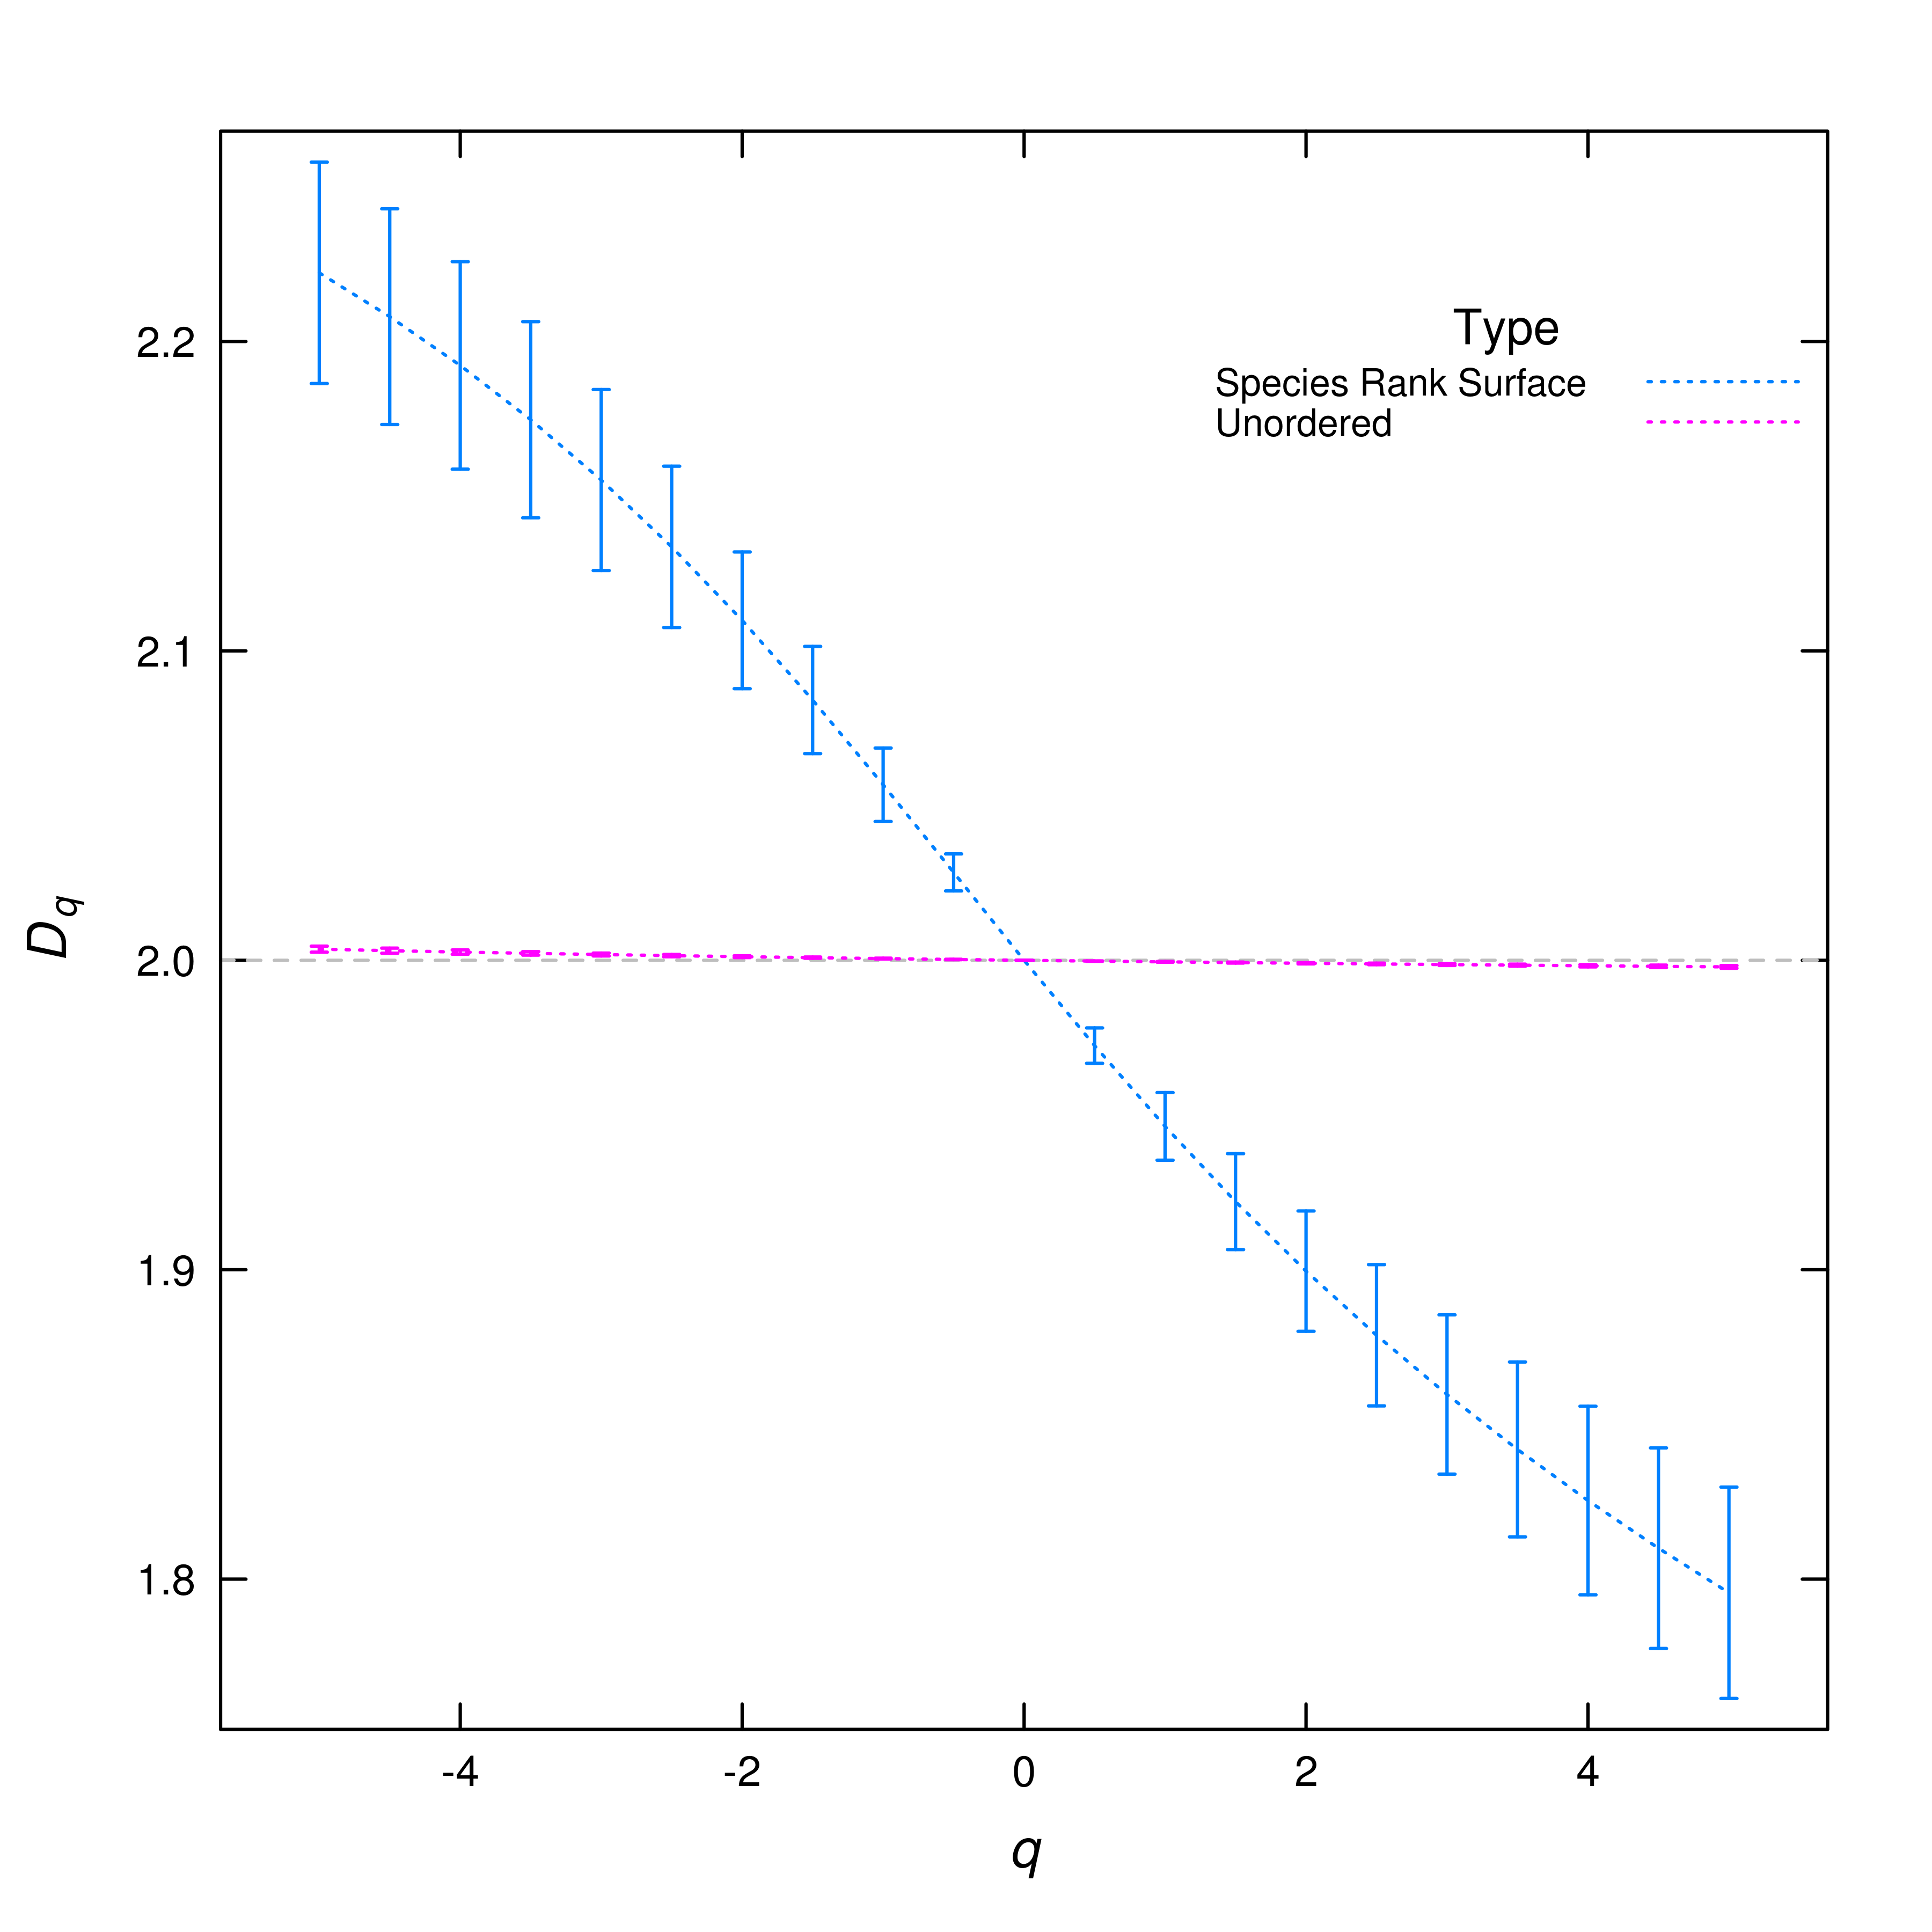 Type
Species Rank Surface
Unordered
2.2
2.1
2.0
1.9
1.8
Dq
-4 -2 0 2 4
q